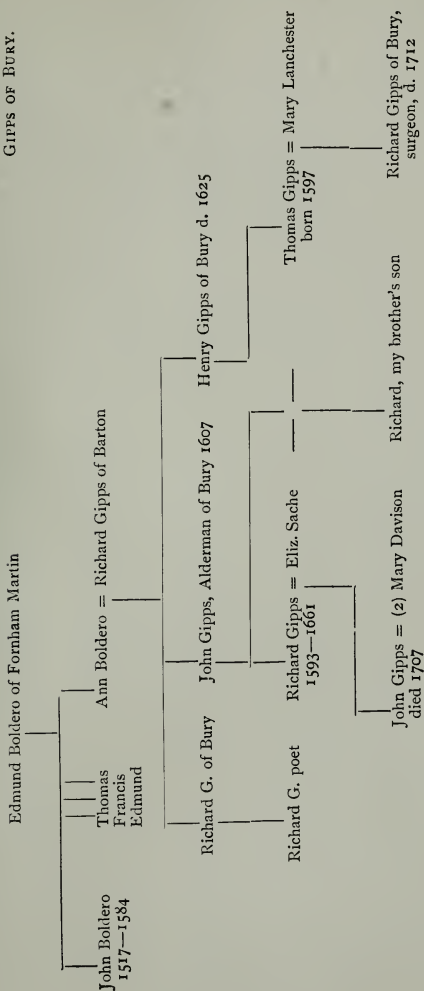 GIPPS OF BURY.
Edmund Boldero of Fornham Martin
John Boldero
1517—1584
Thomas
Francis
Edmund
Ann Boldero = Richard Gipps of Barton
Richard G. of Bury
John Gipps, Alderman of Bury 1607
Henry Gipps of Bury d. 1625
Richard G. poet
Richard Gipps = Eliz. Sache
1593—1661
Thomas Gipps = Mary Lanchester
born 1597
John Gipps = (2) Mary Davison
died 1707
Richard, my brother's son
Richard Gipps of Bury,
surgeon, d. 1712